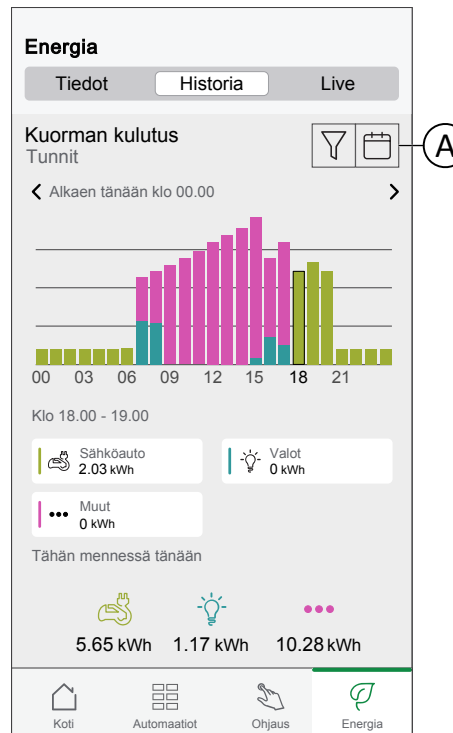 Energia
Tiedot Historia Live
Kuorman kulutus
Tunnit
A
Alkaen tänään klo 00.00
00 03 06 09 12 15 18 21
Klo 18.00 - 19.00
Sähköauto
2.03 kWh
Valot
0 kWh
Muut
0 kWh
Tähän mennessä tänään
5.65 kWh 1.17 kWh 10.28 kWh
Koti Automaatiot Ohjaus Energia